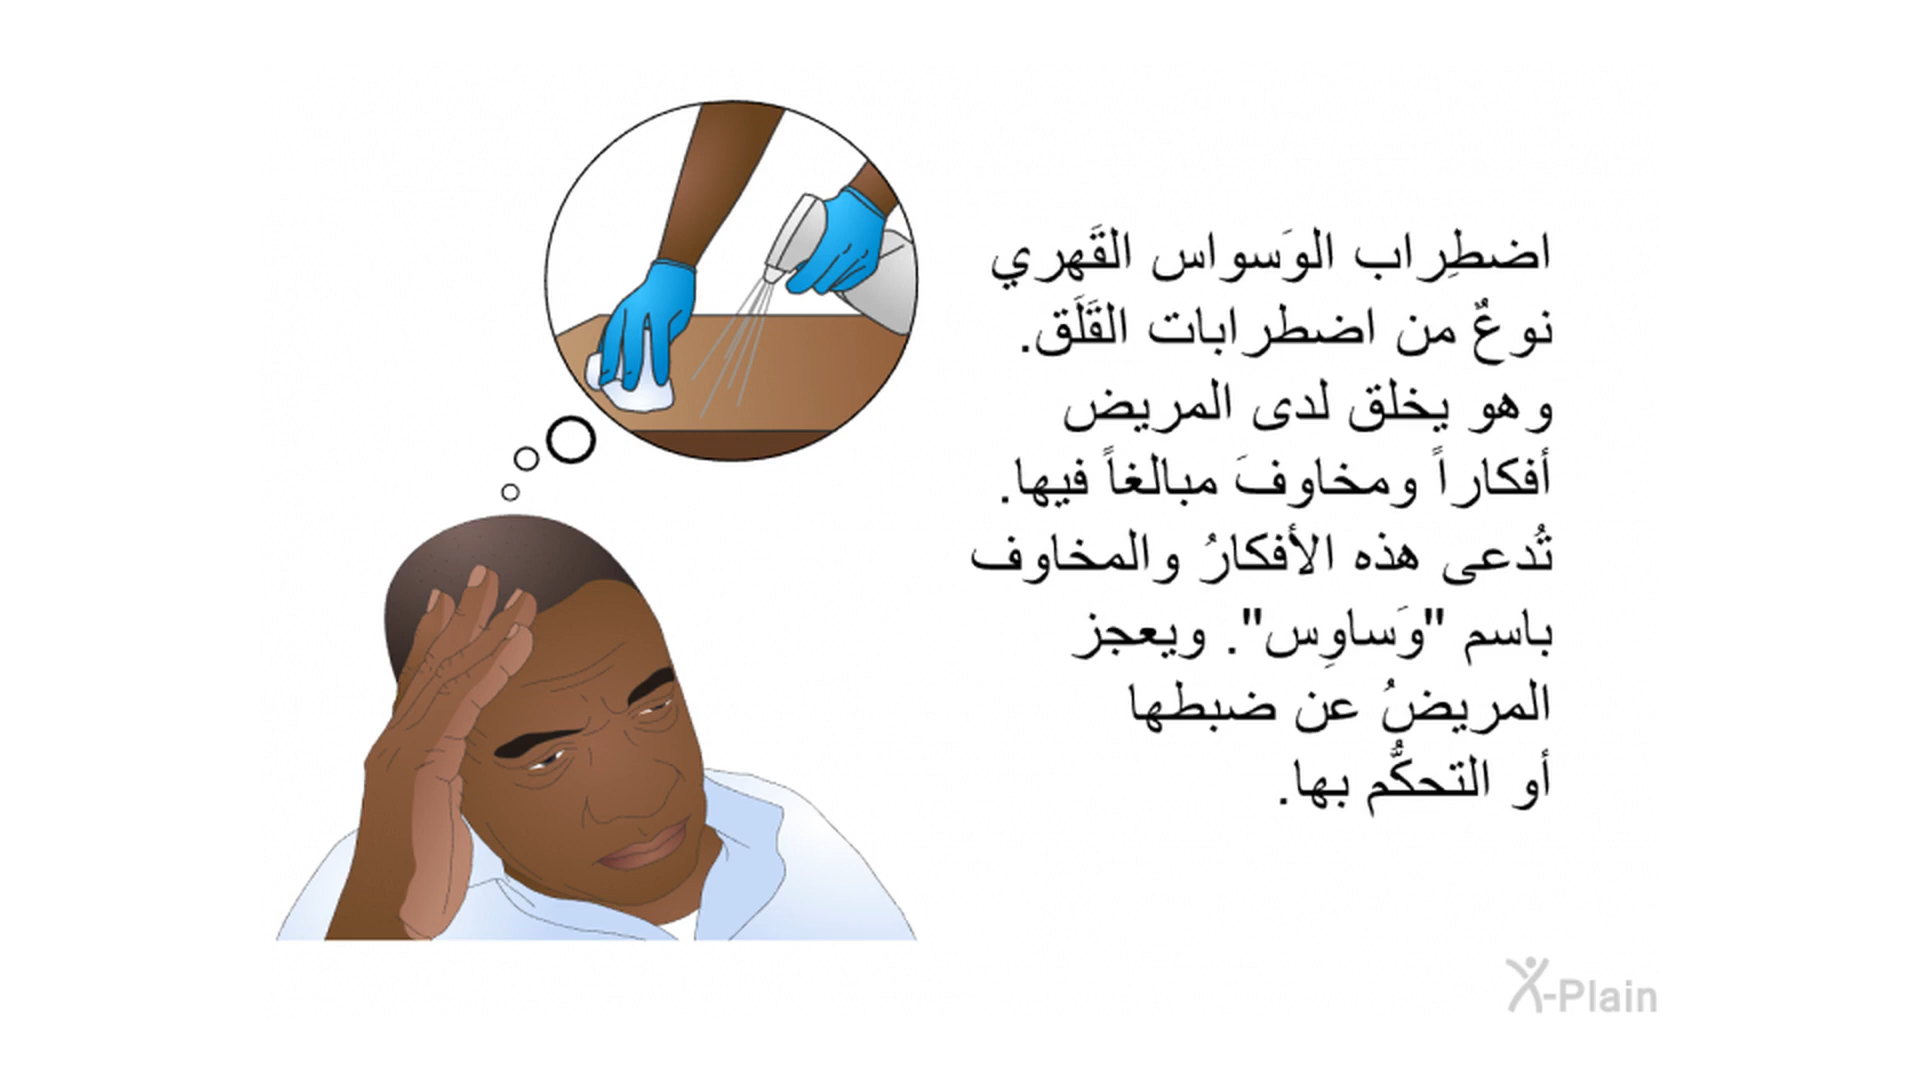 اضطِراب الوَسواس القَهري
نوعٌ من اضطرابات القَلَق.
وهو يخلق لدى المريض
أفكاراً ومخاوفَ مبالغاً فيها.
تُدعى هذه الأفكارُ والمخاوف
باسم "وَساوِس". ويعجز
المريضُ عن ضبطها
أو التحكُّم بها.
X-Plain